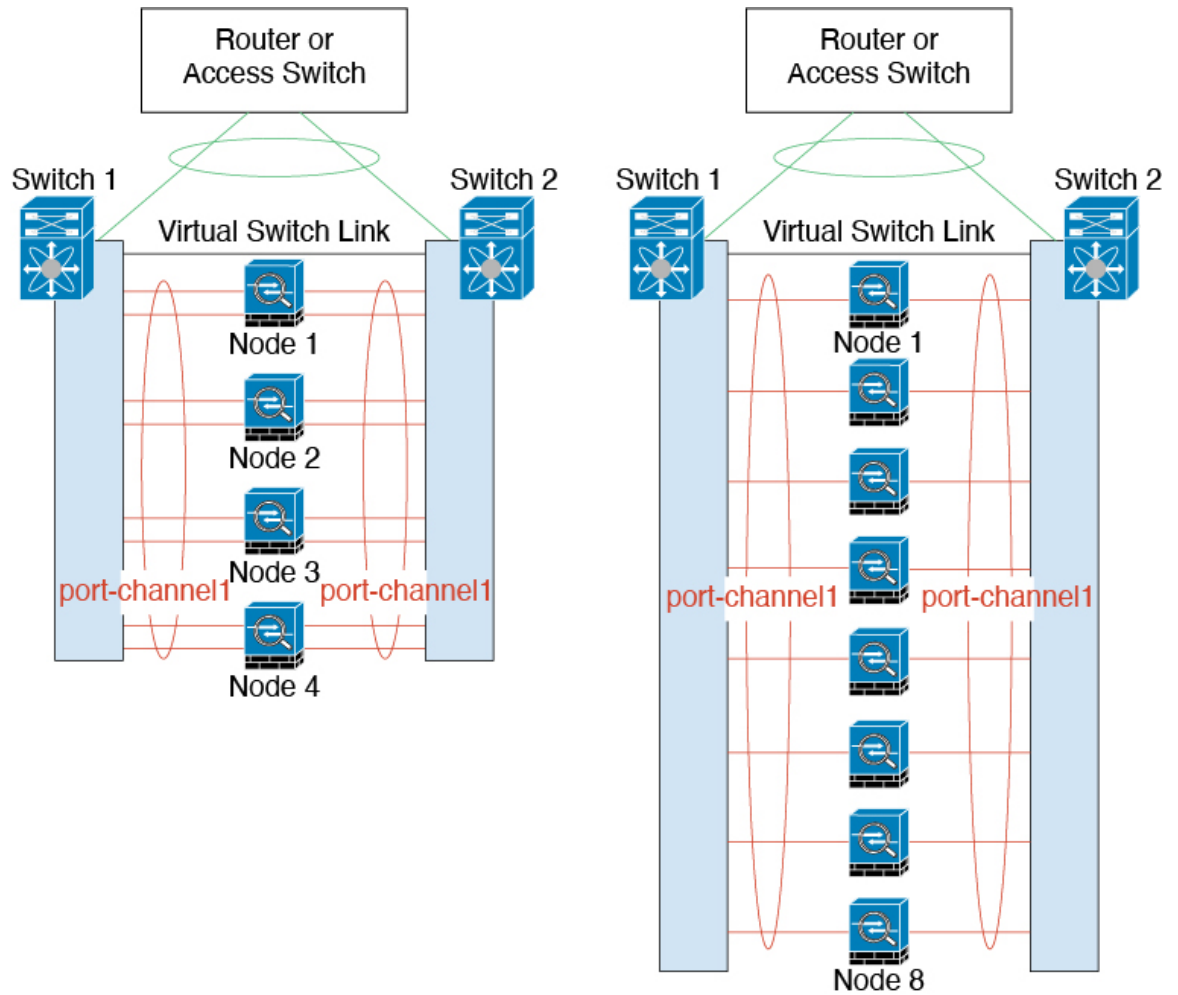 Router or
Access Switch
Switch 1
Switch 2
Virtual Switch Link
Node 1
Node 2
Node 3
port-channel1
port-channel1
Node 4
Router or
Access Switch
Switch 1
Switch 2
Virtual Switch Link
Node 1
port-channel1
port-channel1
Node 8